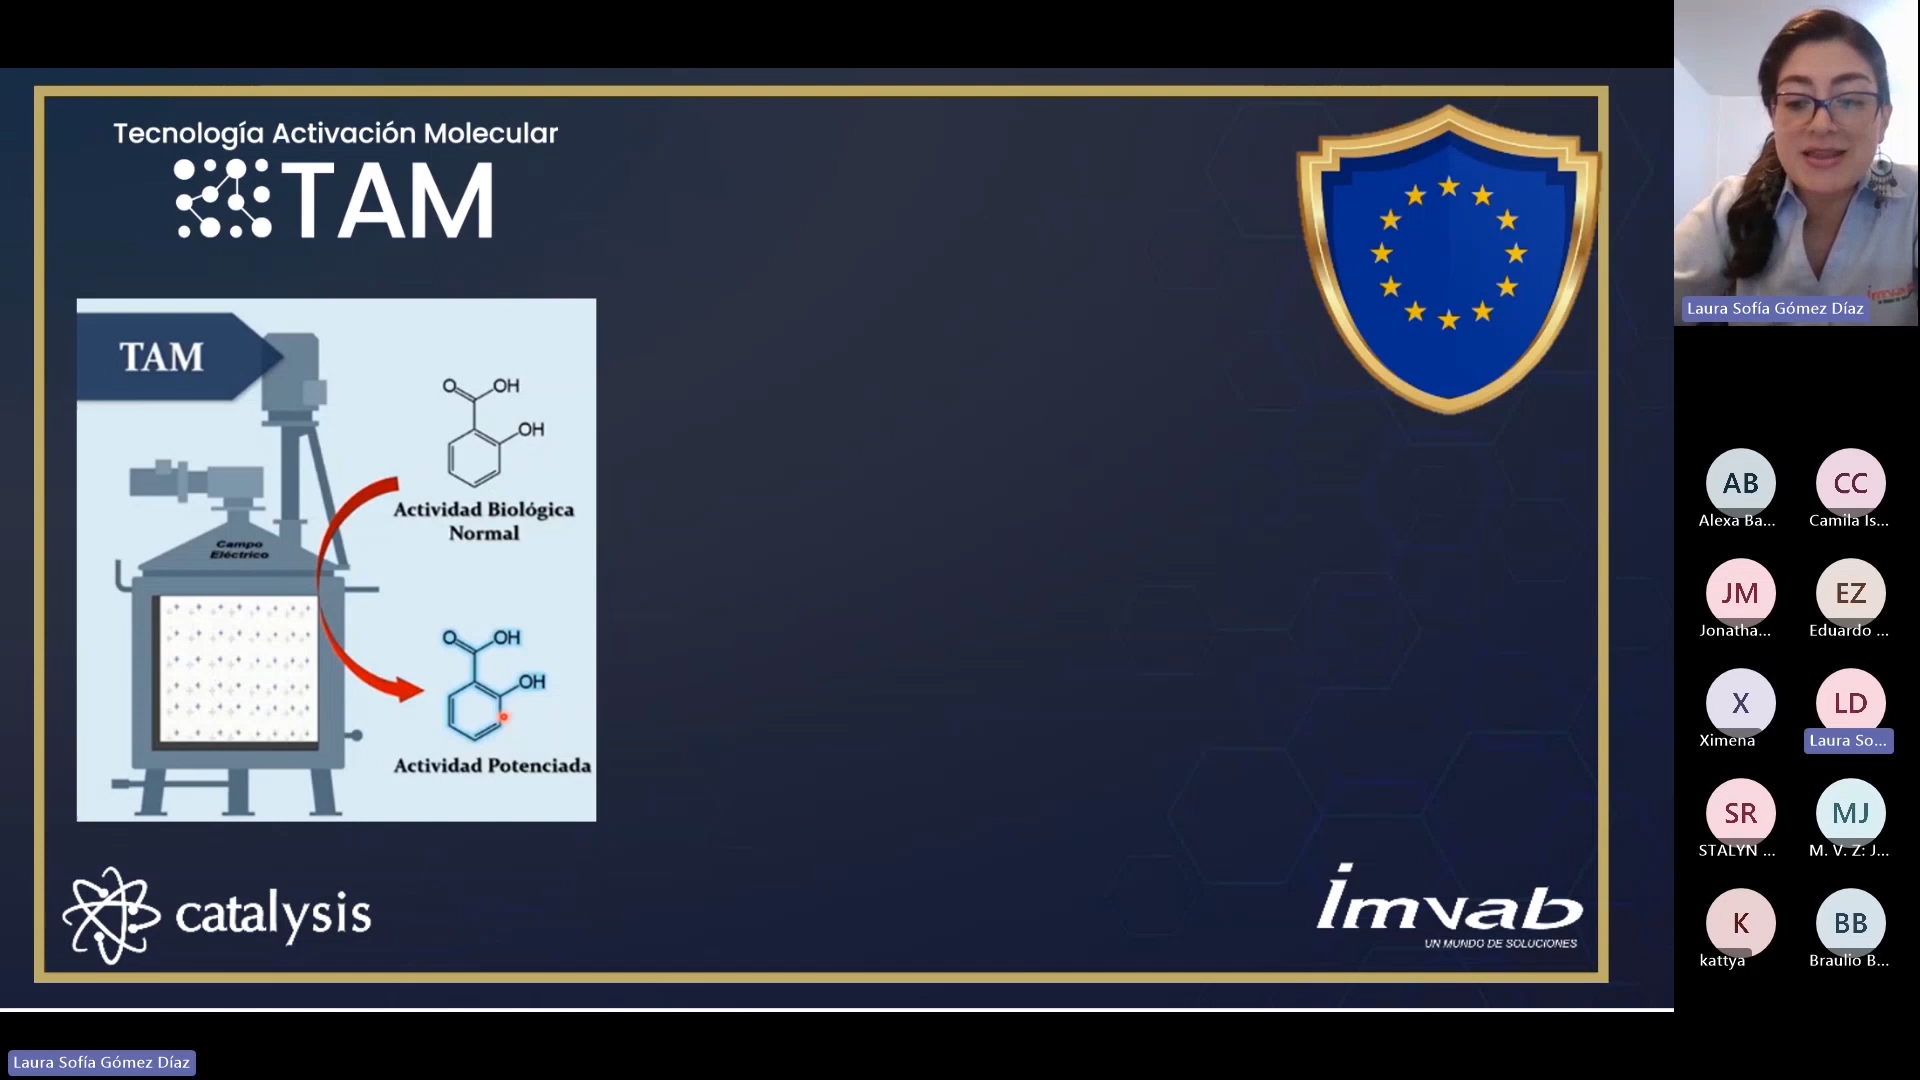 Tecnología Activación Molecular
TAM
TAM
O
OH
OH
Actividad Biológica
Normal
Campo
Eléctrico
O
OH
OH
Actividad Potenciada
catalysis
imvab
UN MUNDO DE SOLUCIONES
imvab
Laura Sofía Gómez Díaz
AB
Alexa Ba...
CC
Camila Is...
JM
Jonatha...
EZ
Eduardo ...
X
Ximena
LD
Laura So...
SR
STALYN ...
MJ
M. V. Z: J...
K
kattya
BB
Braulio B...
Laura Sofía Gómez Díaz